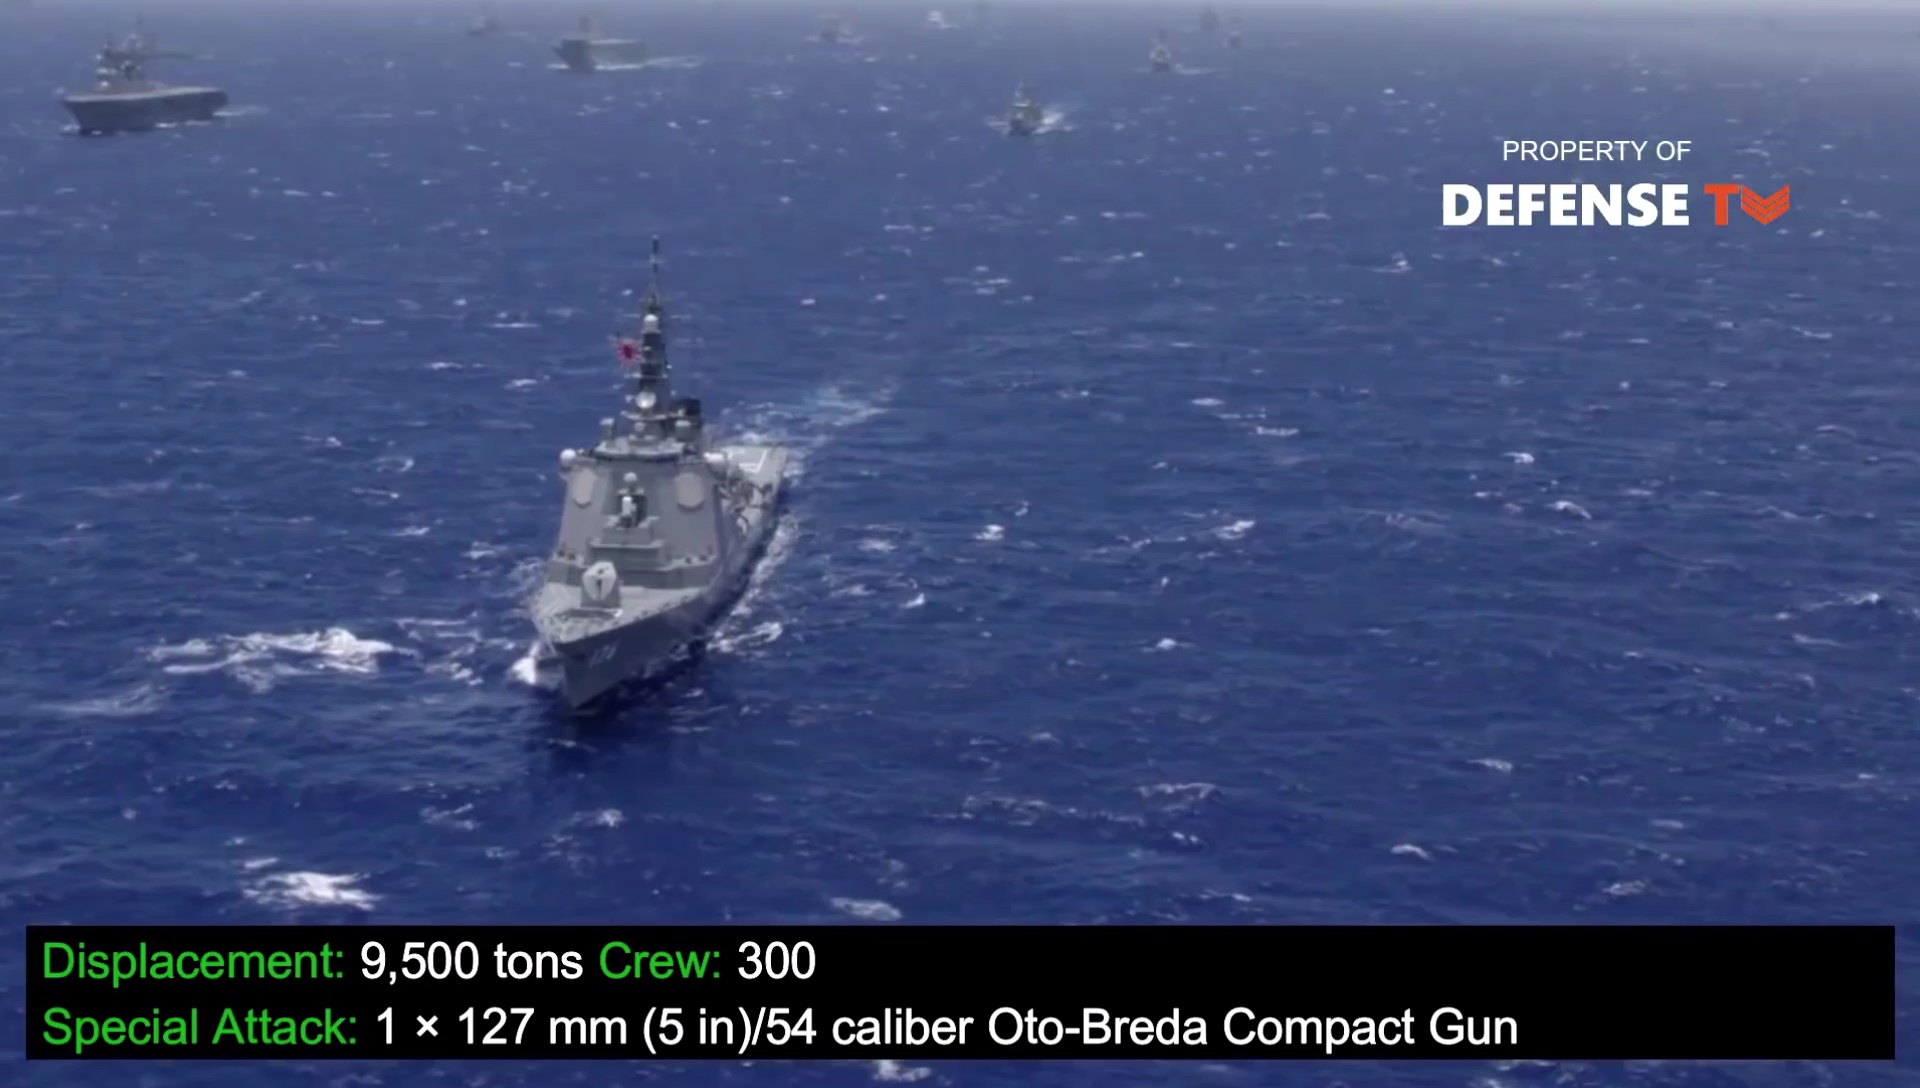 PROPERTY OF
DEFENSE TV
Displacement: 9,500 tons Crew: 300
Special Attack: 1 × 127 mm (5 in)/54 caliber Oto-Breda Compact Gun